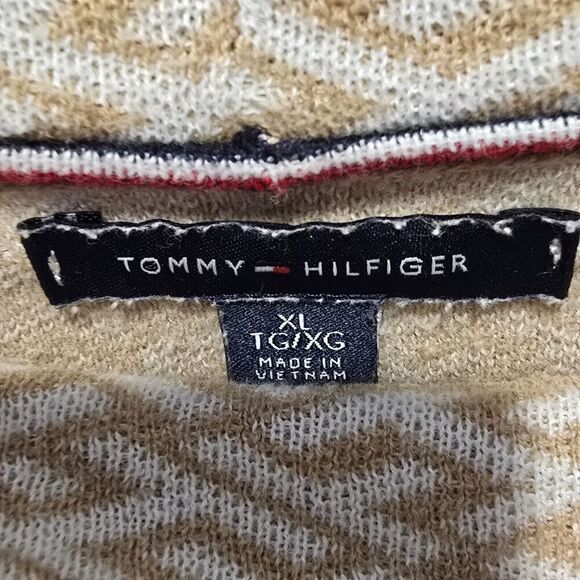 TOMMY HILFIGER
XL
TG/XG
MADE IN
VIETNAM